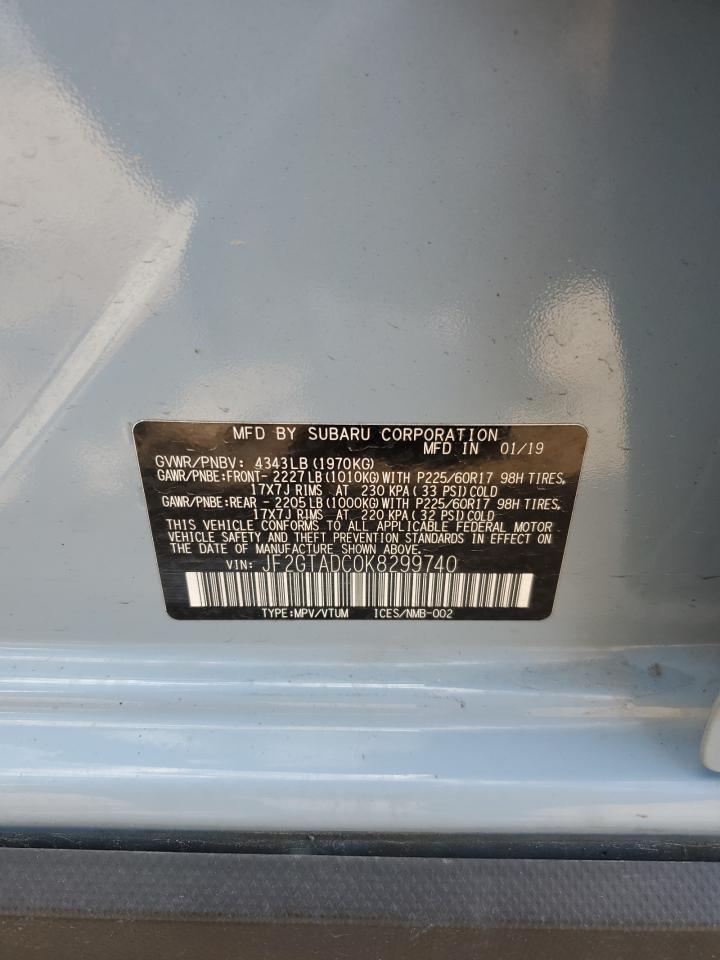 MFD BY SUBARU CORPORATION
MFD IN 01/19
GVWR/PNBV: 4343LB(1970KG)
GAWR/PNBE:FRONT- 2227LB(1010KG)WITH P225/60R17 98H TIRES,
17X7J RIMS AT 230 KPA(33 PSI)COLD
GAWR/PNBE:REAR - 2205LB(1000KG)WITH P225/60R17 98H TIRES,
17X7J RIMS AT 220 KPA(32 PSI)COLD
THIS VEHICLE CONFORMS TO ALL APPLICABLE FEDERAL MOTOR
VEHICLE SAFETY AND THEFT PREVENTION STANDARDS IN EFFECT ON
THE DATE OF MANUFACTURE SHOWN ABOVE.
VIN: JF2GTADC0K8299740
TYPE:MPV/VTUM ICES/NMB-002